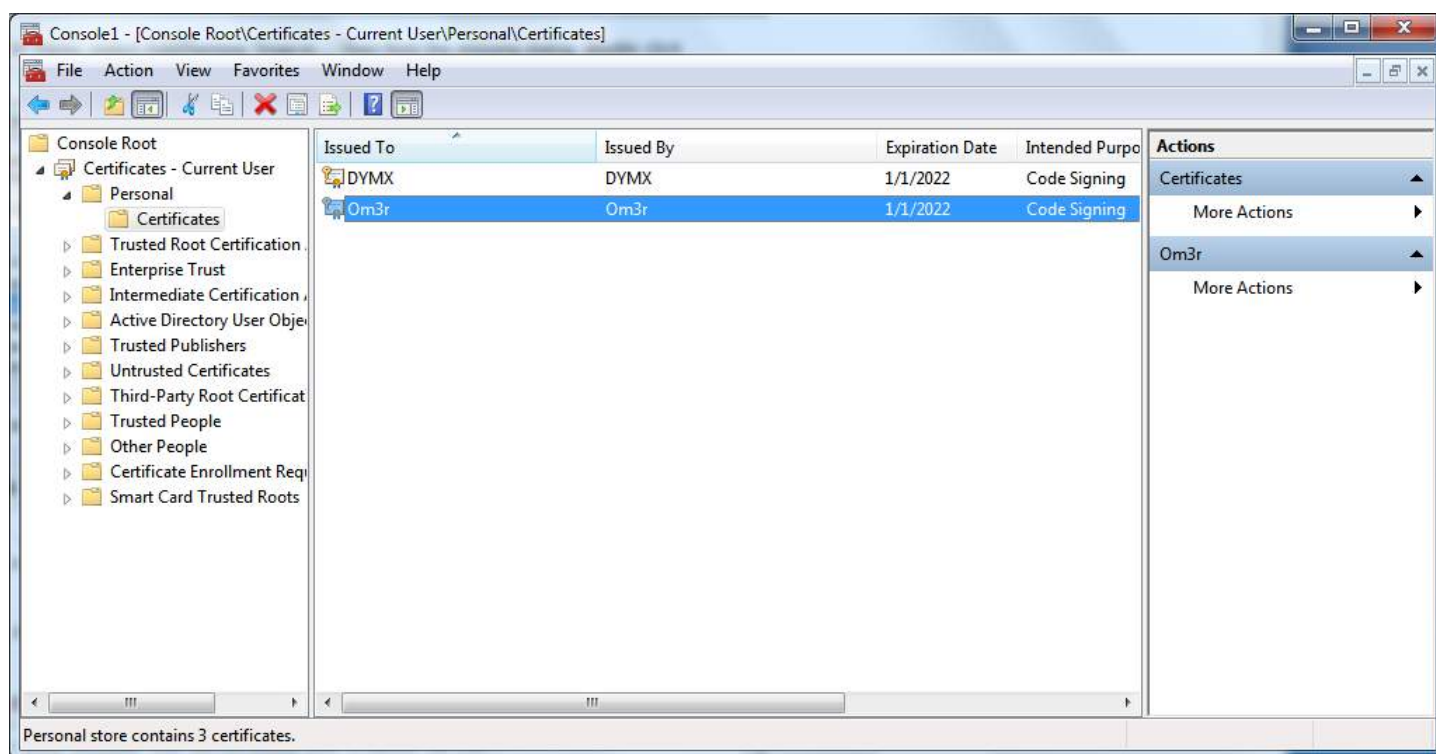 Console1 - [Console Root\Certificates - Current User\Personal\Certificates]
File Action View Favorites Window Help
Console Root
Certificates - Current User
Personal
Certificates
Trusted Root Certification
Enterprise Trust
Intermediate Certification
Active Directory User Obje
Trusted Publishers
Untrusted Certificates
Third-Party Root Certificat
Trusted People
Other People
Certificate Enrollment Requ
Smart Card Trusted Roots
Issued To Issued By Expiration Date Intended Purpo
DYMX DYMX 1/1/2022 Code Signing
Om3r Om3r 1/1/2022 Code Signing
Actions
Certificates
More Actions
Om3r
More Actions
Personal store contains 3 certificates.